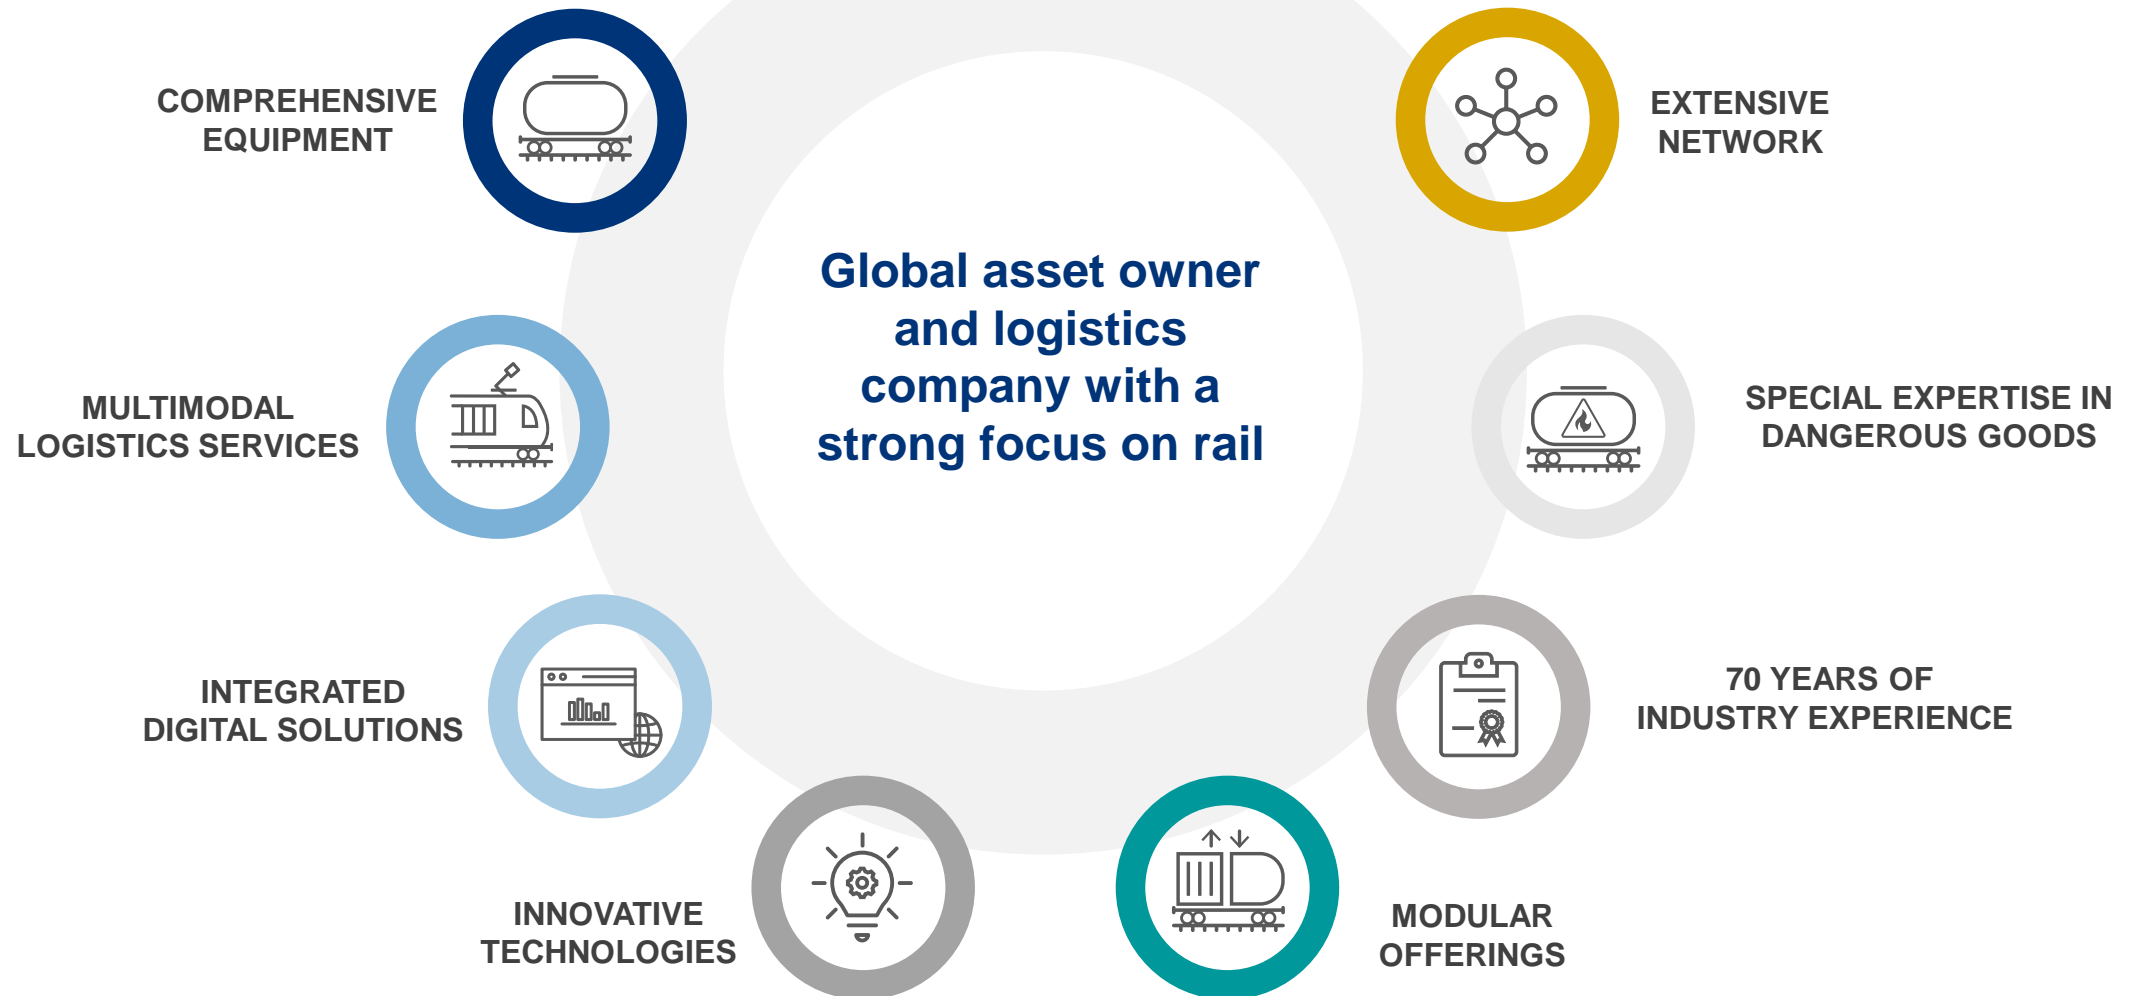 COMPREHENSIVE
EQUIPMENT
EXTENSIVE
NETWORK
Global asset owner
and logistics
company with a
strong focus on rail
MULTIMODAL
LOGISTICS SERVICES
SPECIAL EXPERTISE IN
DANGEROUS GOODS
INTEGRATED
DIGITAL SOLUTIONS
70 YEARS OF
INDUSTRY EXPERIENCE
INNOVATIVE
TECHNOLOGIES
MODULAR
OFFERINGS